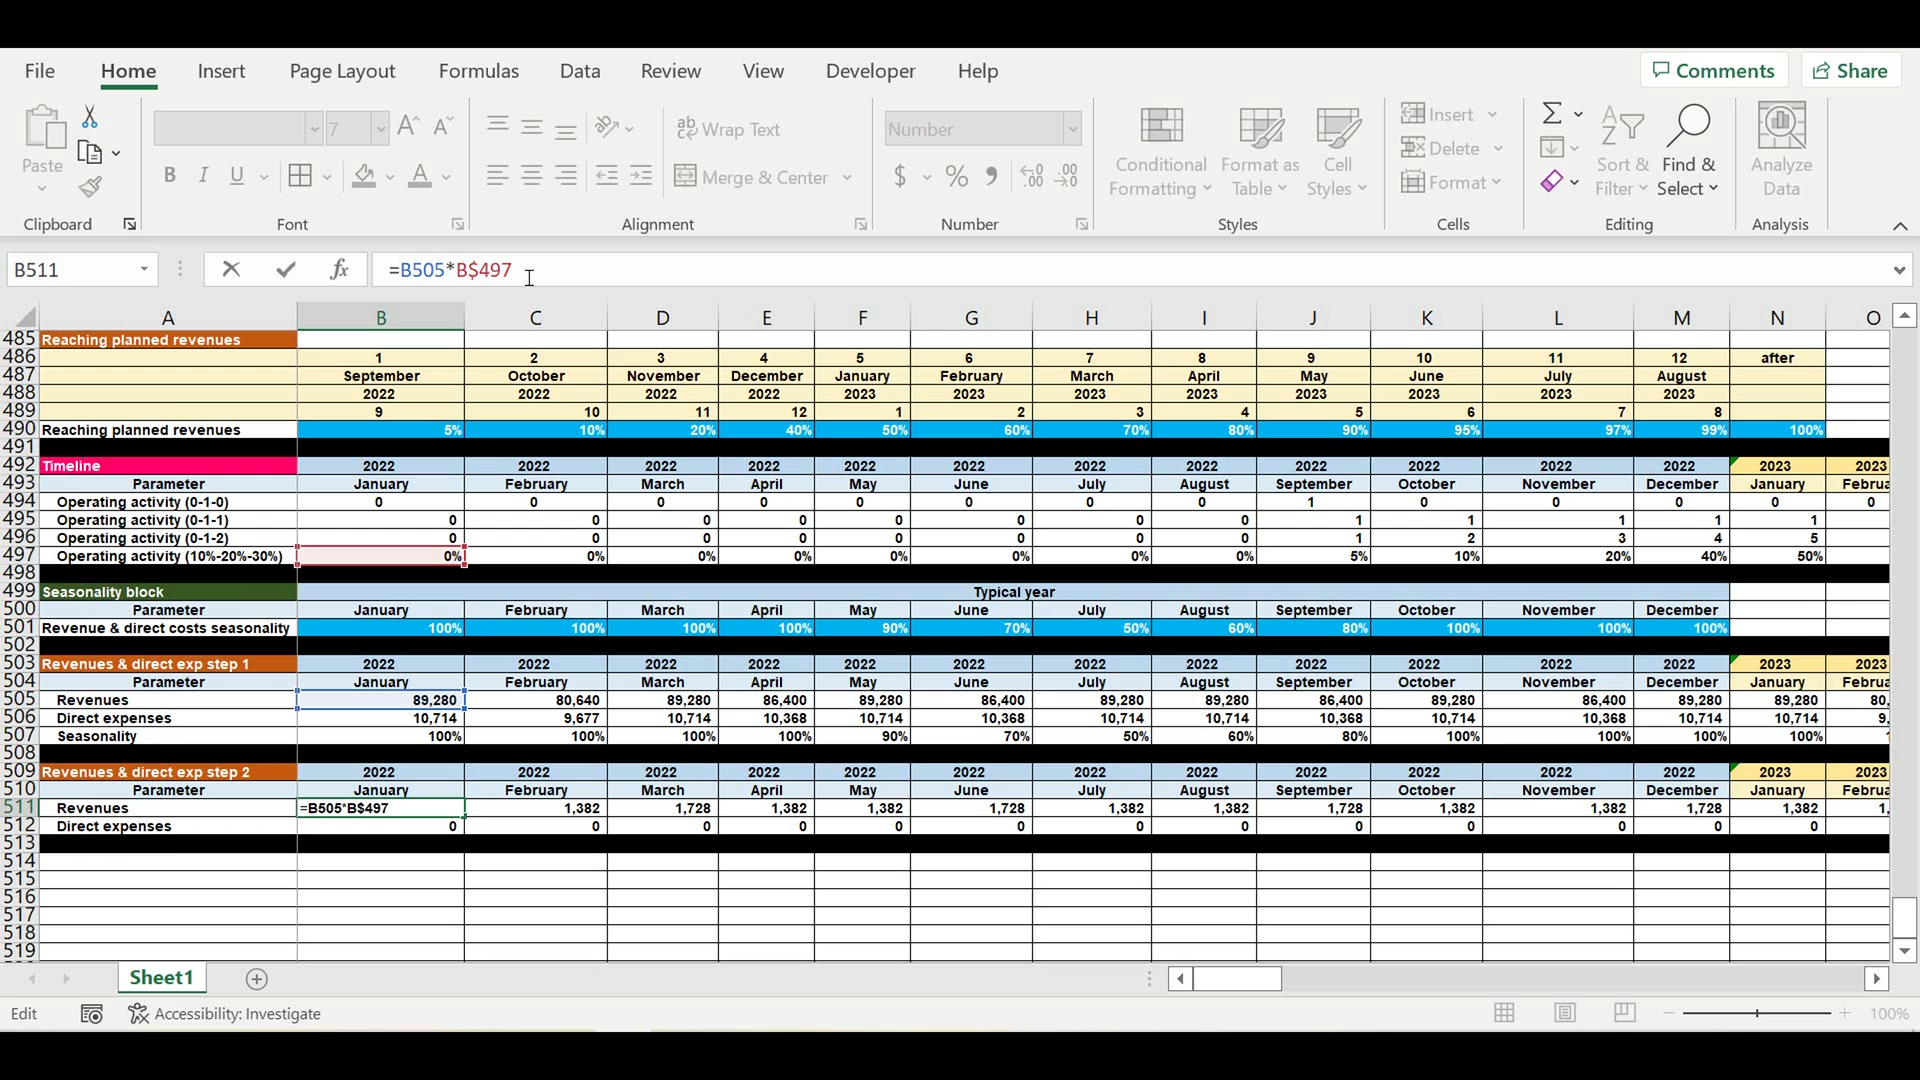 File Home Insert Page Layout Formulas Data Review View Developer Help Comments Share
Paste
Clipboard
7
B I U A
Font
Wrap Text
Merge & Center
Alignment
Number
$ % 9
Number
Conditional Formatting
Format as Table
Cell Styles
Styles
Insert
Delete
Format
Cells
Sort & Filter
Find & Select
Editing
Analyze Data
Analysis
B511 fx =B505*B$497
A B C D E F G H I J K L M N O
485 Reaching planned revenues
486 1 2 3 4 5 6 7 8 9 10 11 12 after
487 September October November December January February March April May June July August
488 2022 2022 2022 2022 2023 2023 2023 2023 2023 2023 2023 2023
489 9 10 11 12 1 2 3 4 5 6 7 8
490 Reaching planned revenues 5% 10% 20% 40% 50% 60% 70% 80% 90% 95% 97% 99% 100%
491
492 Timeline 2022 2022 2022 2022 2022 2022 2022 2022 2022 2022 2022 2022 2023 2023
493 Parameter January February March April May June July August September October November December January Februa
494 Operating activity (0-1-0) 0 0 0 0 0 0 0 0 1 0 0 0 0 0
495 Operating activity (0-1-1) 0 0 0 0 0 0 0 0 1 1 1 1 1
496 Operating activity (0-1-2) 0 0 0 0 0 0 0 0 1 2 3 4 5
497 Operating activity (10%-20%-30%) 0% 0% 0% 0% 0% 0% 0% 0% 5% 10% 20% 40% 50%
498
499 Seasonality block Typical year
500 Parameter January February March April May June July August September October November December
501 Revenue & direct costs seasonality 100% 100% 100% 100% 90% 70% 50% 60% 80% 100% 100% 100%
502
503 Revenues & direct exp step 1 2022 2022 2022 2022 2022 2022 2022 2022 2022 2022 2022 2022 2023 2023
504 Parameter January February March April May June July August September October November December January Februa
505 Revenues 89,280 80,640 89,280 86,400 89,280 86,400 89,280 89,280 86,400 89,280 86,400 89,280 89,280 80,
506 Direct expenses 10,714 9,677 10,714 10,368 10,714 10,368 10,714 10,714 10,368 10,714 10,368 10,714 10,714 9,
507 Seasonality 100% 100% 100% 100% 90% 70% 50% 60% 80% 100% 100% 100% 100%
508
509 Revenues & direct exp step 2 2022 2022 2022 2022 2022 2022 2022 2022 2022 2022 2022 2022 2023 2023
510 Parameter January February March April May June July August September October November December January Februa
511 Revenues =B505*B$497 1,382 1,728 1,382 1,382 1,728 1,382 1,382 1,728 1,382 1,382 1,728 1,382 1,
512 Direct expenses 0 0 0 0 0 0 0 0 0 0 0 0 0
513
514
515
516
517
518
519
Sheet1
Edit Accessibility: Investigate 100%